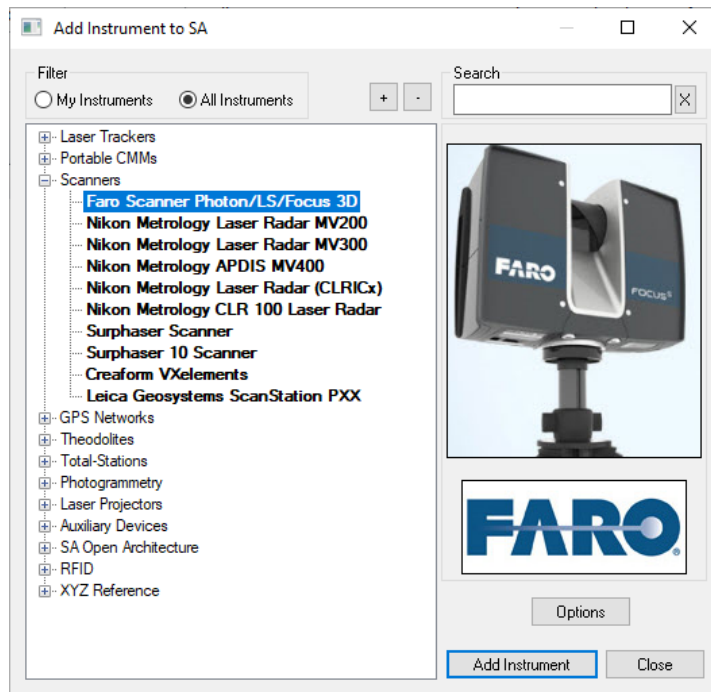 Add Instrument to SA
Filter
My Instruments
All Instruments
+
-
Search
X
Laser Trackers
Portable CMMs
Scanners
Faro Scanner Photon/LS/Focus 3D
Nikon Metrology Laser Radar MV200
Nikon Metrology Laser Radar MV300
Nikon Metrology APDIS MV400
Nikon Metrology Laser Radar (CLRICx)
Nikon Metrology CLR 100 Laser Radar
Surphaser Scanner
Surphaser 10 Scanner
Creaform VXelements
Leica Geosystems ScanStation PXX
GPS Networks
Theodolites
Total-Stations
Photogrammetry
Laser Projectors
Auxiliary Devices
SA Open Architecture
RFID
XYZ Reference
FARO
FOCUS S
FARO
Options
Add Instrument
Close